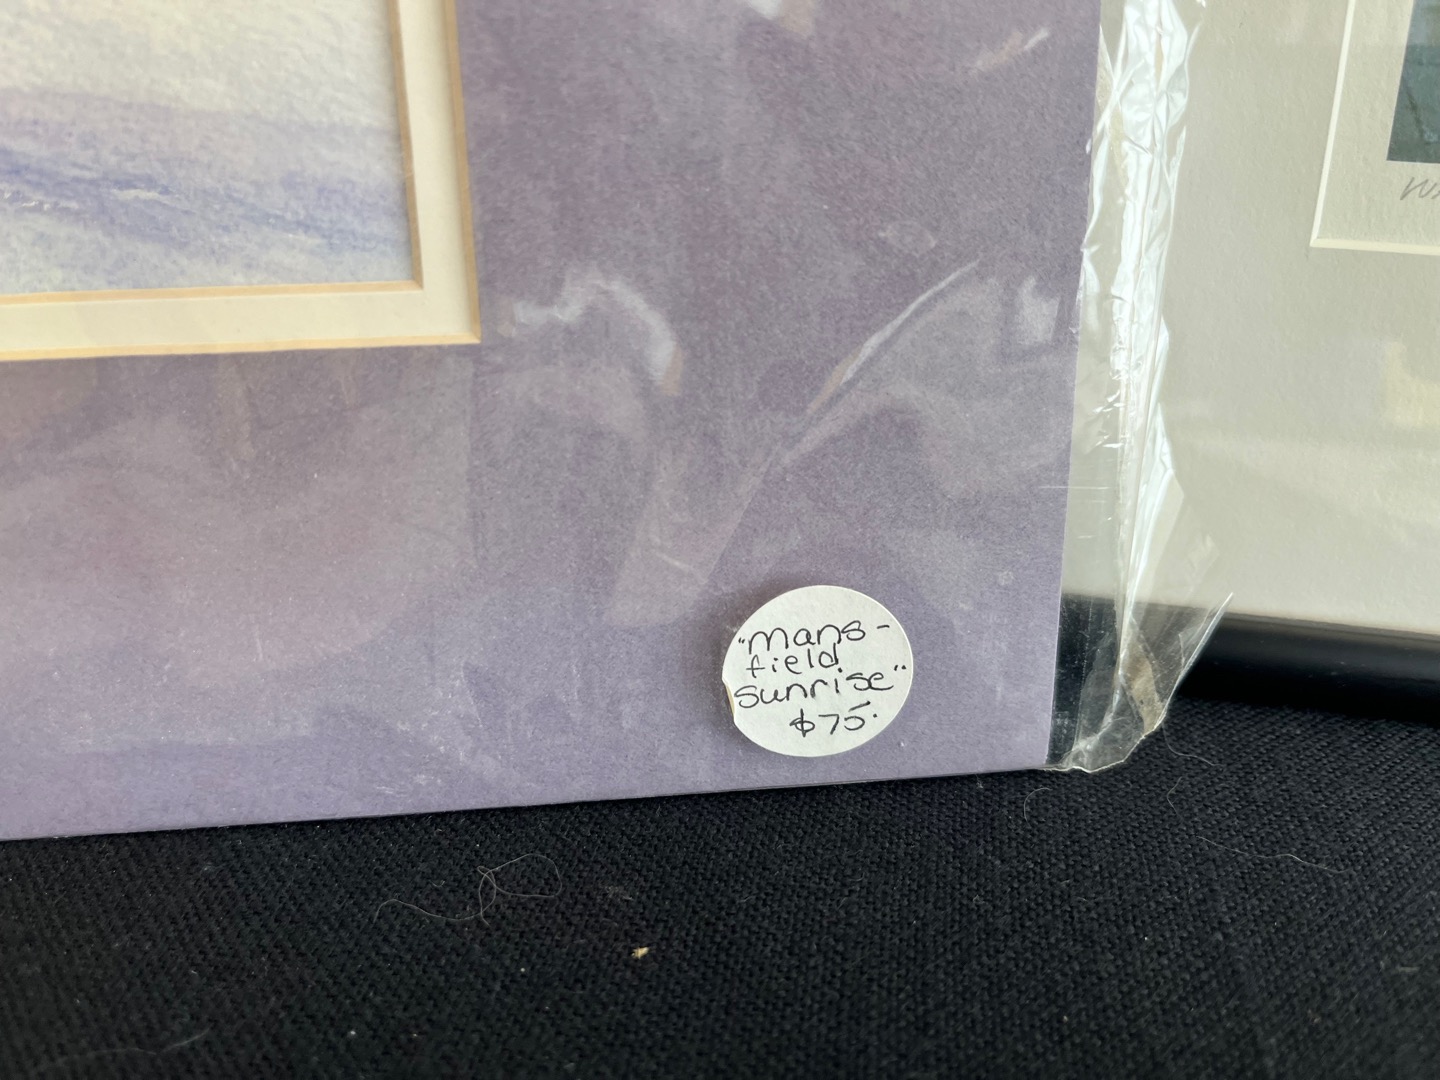 "Mans-
field
sunrise"
$75.